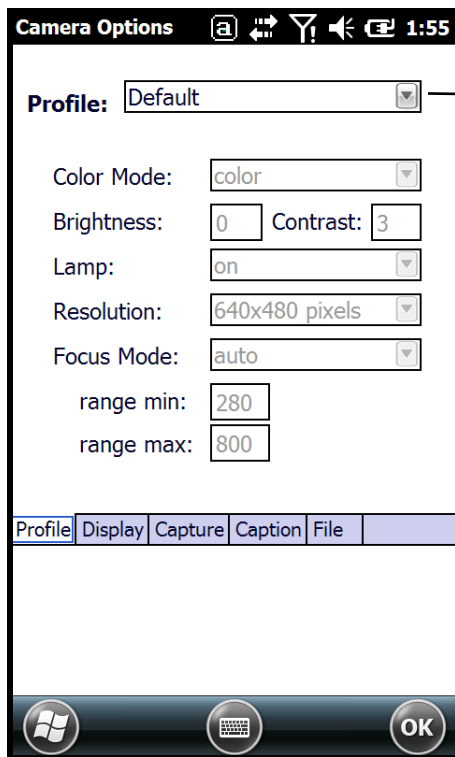 Camera Options a 1:55
Profile: Default
Color Mode: color
Brightness: 0 Contrast: 3
Lamp: on
Resolution: 640x480 pixels
Focus Mode: auto
range min: 280
range max: 800
Profile Display Capture Caption File
OK